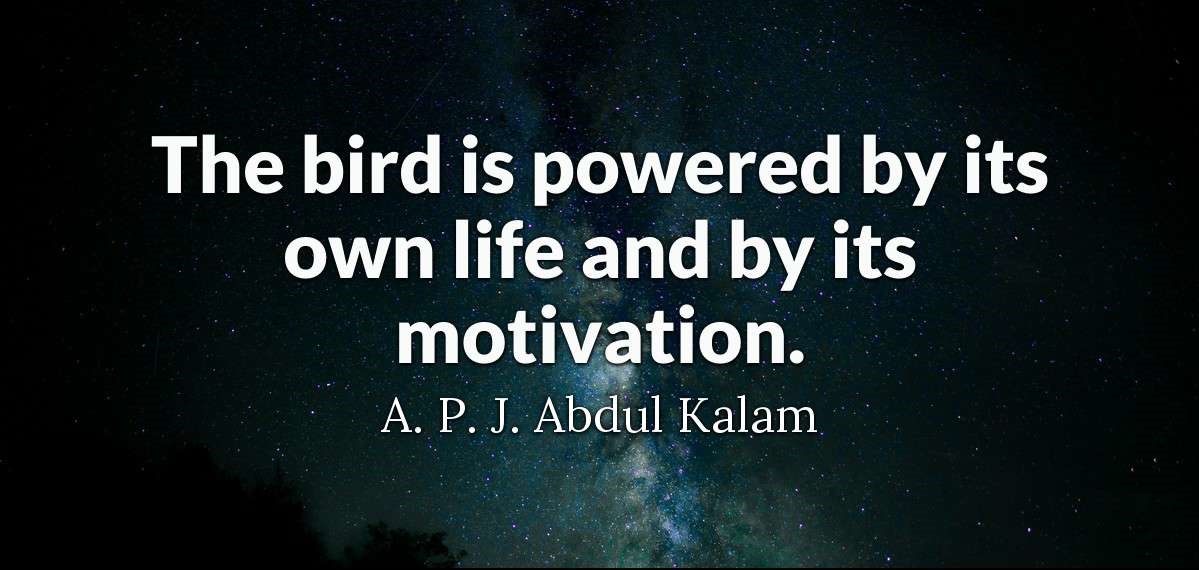 The bird is powered by its
own life and by its
motivation.
A. P. J. Abdul Kalam